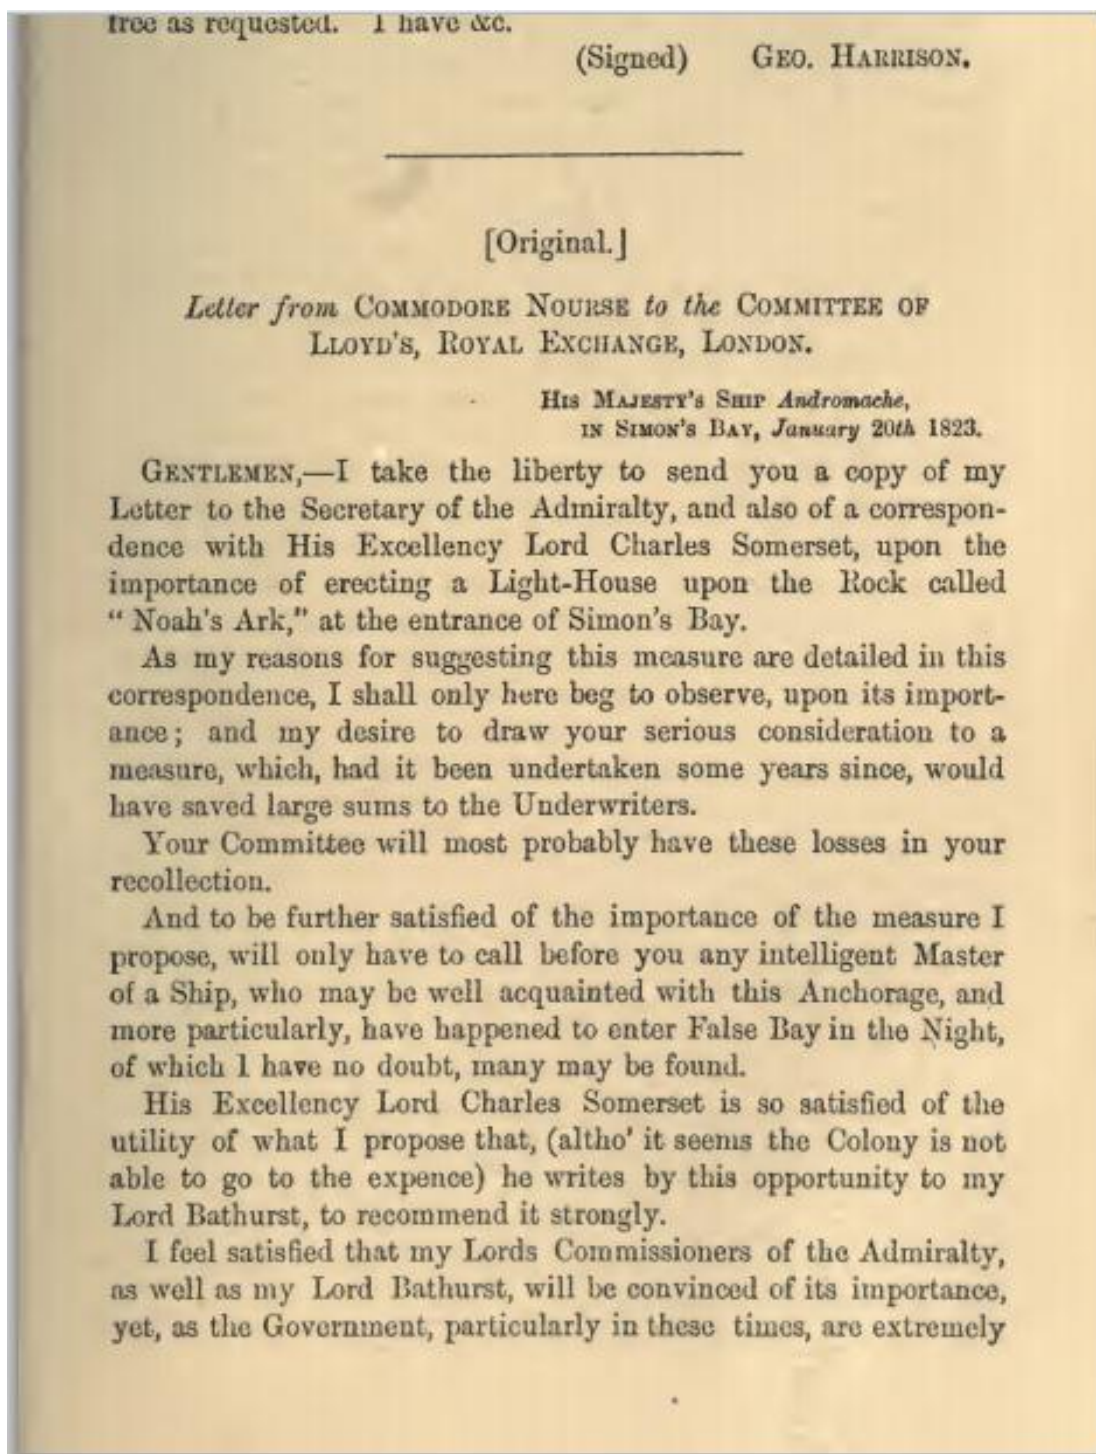 free as requested. I have &c.
(Signed) GEO. HARRISON.
[Original.]
Letter from COMMODORE NOURSE to the COMMITTEE OF
LLOYD'S, ROYAL EXCHANGE, LONDON.
HIS MAJESTY'S SHIP Andromache,
IN SIMON'S BAY, January 20th 1823.
GENTLEMEN,—I take the liberty to send you a copy of my
Letter to the Secretary of the Admiralty, and also of a correspon-
dence with His Excellency Lord Charles Somerset, upon the
importance of erecting a Light-House upon the Rock called
"Noah's Ark," at the entrance of Simon's Bay.
As my reasons for suggesting this measure are detailed in this
correspondence, I shall only here beg to observe, upon its import-
ance; and my desire to draw your serious consideration to a
measure, which, had it been undertaken some years since, would
have saved large sums to the Underwriters.
Your Committee will most probably have these losses in your
recollection.
And to be further satisfied of the importance of the measure I
propose, will only have to call before you any intelligent Master
of a Ship, who may be well acquainted with this Anchorage, and
more particularly, have happened to enter False Bay in the Night,
of which I have no doubt, many may be found.
His Excellency Lord Charles Somerset is so satisfied of the
utility of what I propose that, (altho' it seems the Colony is not
able to go to the expence) he writes by this opportunity to my
Lord Bathurst, to recommend it strongly.
I feel satisfied that my Lords Commissioners of the Admiralty,
as well as my Lord Bathurst, will be convinced of its importance,
yet, as the Government, particularly in these times, are extremely